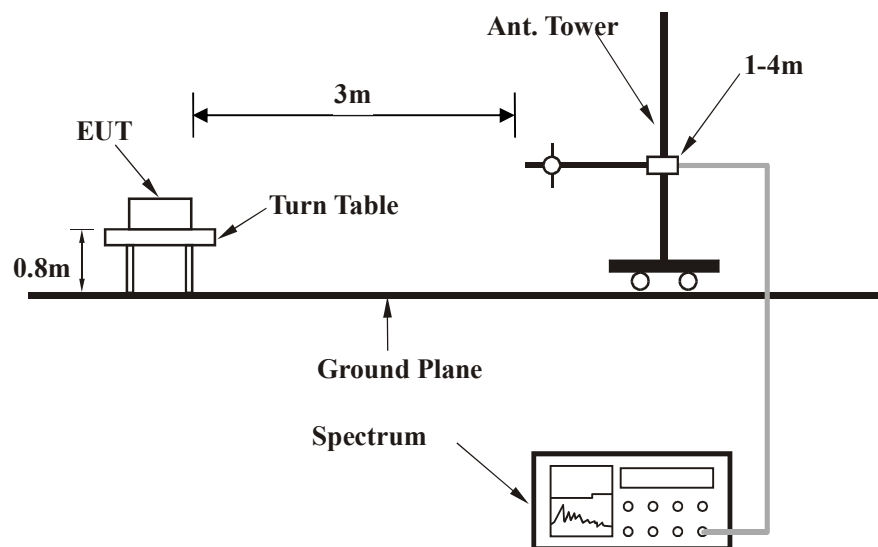 Ant. Tower
1-4m
3m
EUT
Turn Table
0.8m
Ground Plane
Spectrum